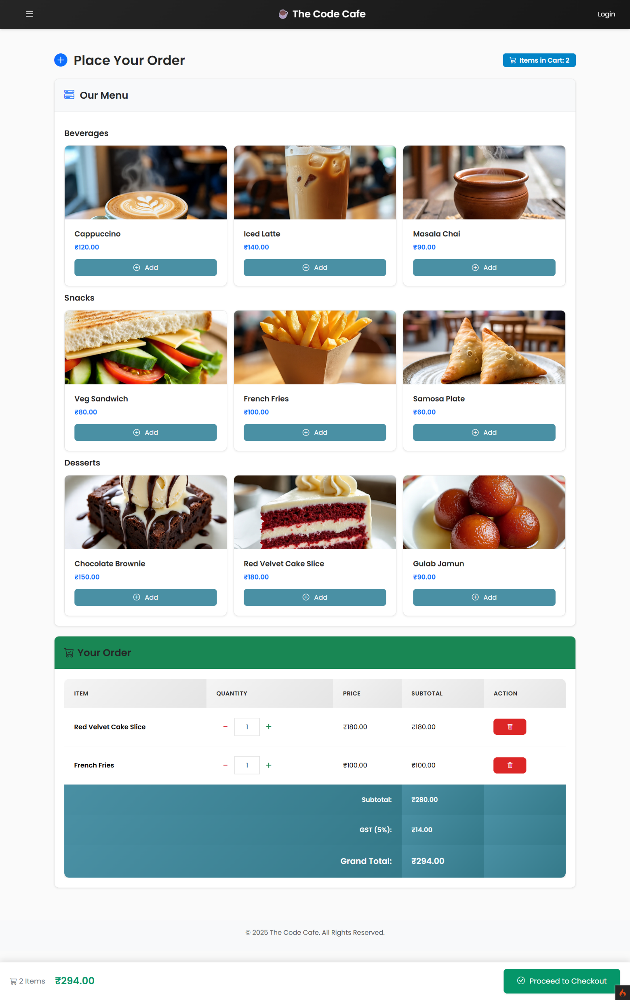 The Code Cafe
Login
Place Your Order
Items in Cart: 2
Our Menu
Beverages
Cappuccino
₹120.00
Add
Iced Latte
₹140.00
Add
Masala Chai
₹90.00
Add
Snacks
Veg Sandwich
₹80.00
Add
French Fries
₹100.00
Add
Samosa Plate
₹60.00
Add
Desserts
Chocolate Brownie
₹150.00
Add
Red Velvet Cake Slice
₹180.00
Add
Gulab Jamun
₹90.00
Add
Your Order
ITEM QUANTITY PRICE SUBTOTAL ACTION
Red Velvet Cake Slice − 1 + ₹180.00 ₹180.00
French Fries − 1 + ₹100.00 ₹100.00
Subtotal: ₹280.00
GST (5%): ₹14.00
Grand Total: ₹294.00
© 2025 The Code Cafe. All Rights Reserved.
2 Items ₹294.00
Proceed to Checkout